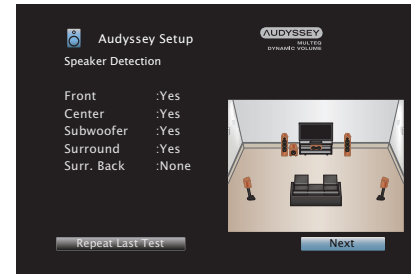 Audyssey Setup
AUDYSSEY
MULTEQ
DYNAMIC VOLUME
Speaker Detection
Front :Yes
Center :Yes
Subwoofer :Yes
Surround :Yes
Surr. Back :None
Repeat Last Test
Next